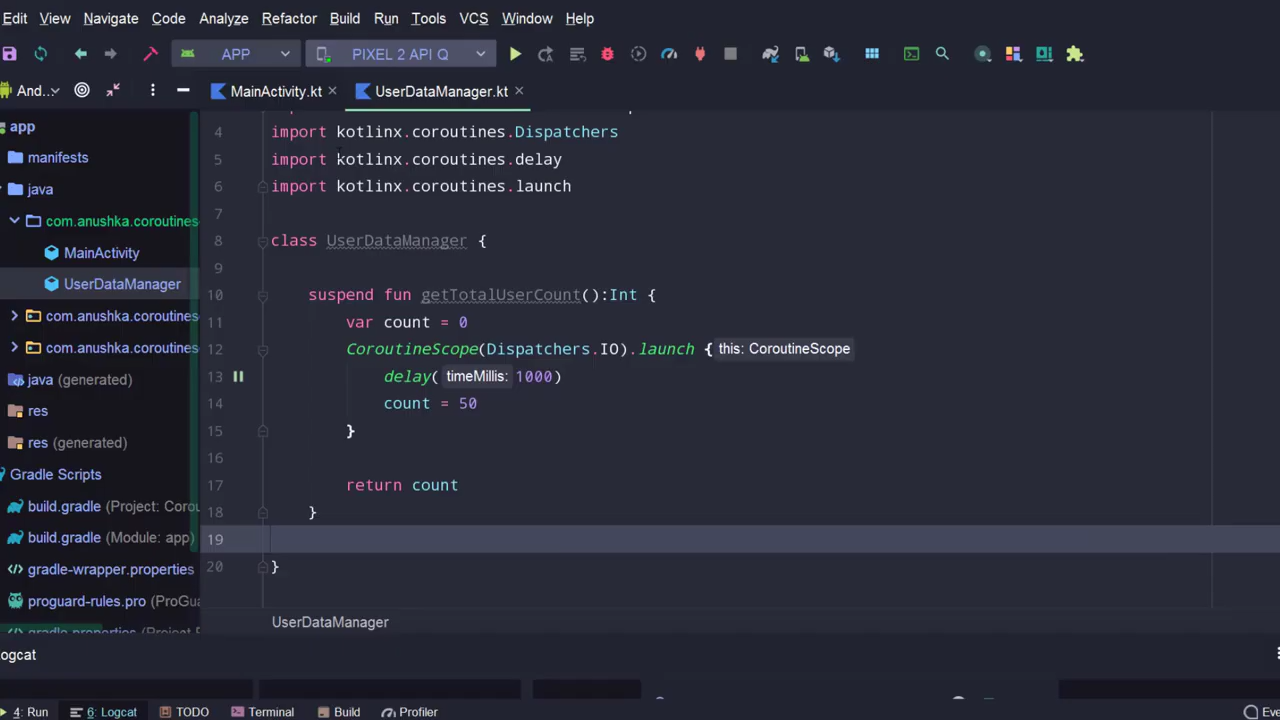 Edit View Navigate Code Analyze Refactor Build Run Tools VCS Window Help
APP PIXEL 2 API Q
And... MainActivity.kt UserDataManager.kt
app
manifests
java
com.anushka.coroutines
MainActivity
UserDataManager
com.anushka.coroutines
com.anushka.coroutines
java (generated)
res
res (generated)
Gradle Scripts
build.gradle (Project: Corou
build.gradle (Module: app)
gradle-wrapper.properties
proguard-rules.pro (ProGua
gradle.properties (Project
4 import kotlinx.coroutines.Dispatchers
5 import kotlinx.coroutines.delay
6 import kotlinx.coroutines.launch
7
8 class UserDataManager {
9
10 suspend fun getTotalUserCount():Int {
11 var count = 0
12 CoroutineScope(Dispatchers.IO).launch { this: CoroutineScope
13 delay( timeMillis: 1000)
14 count = 50
15 }
16
17 return count
18 }
19
20 }
UserDataManager
Logcat
4: Run 6: Logcat TODO Terminal Build Profiler Eve